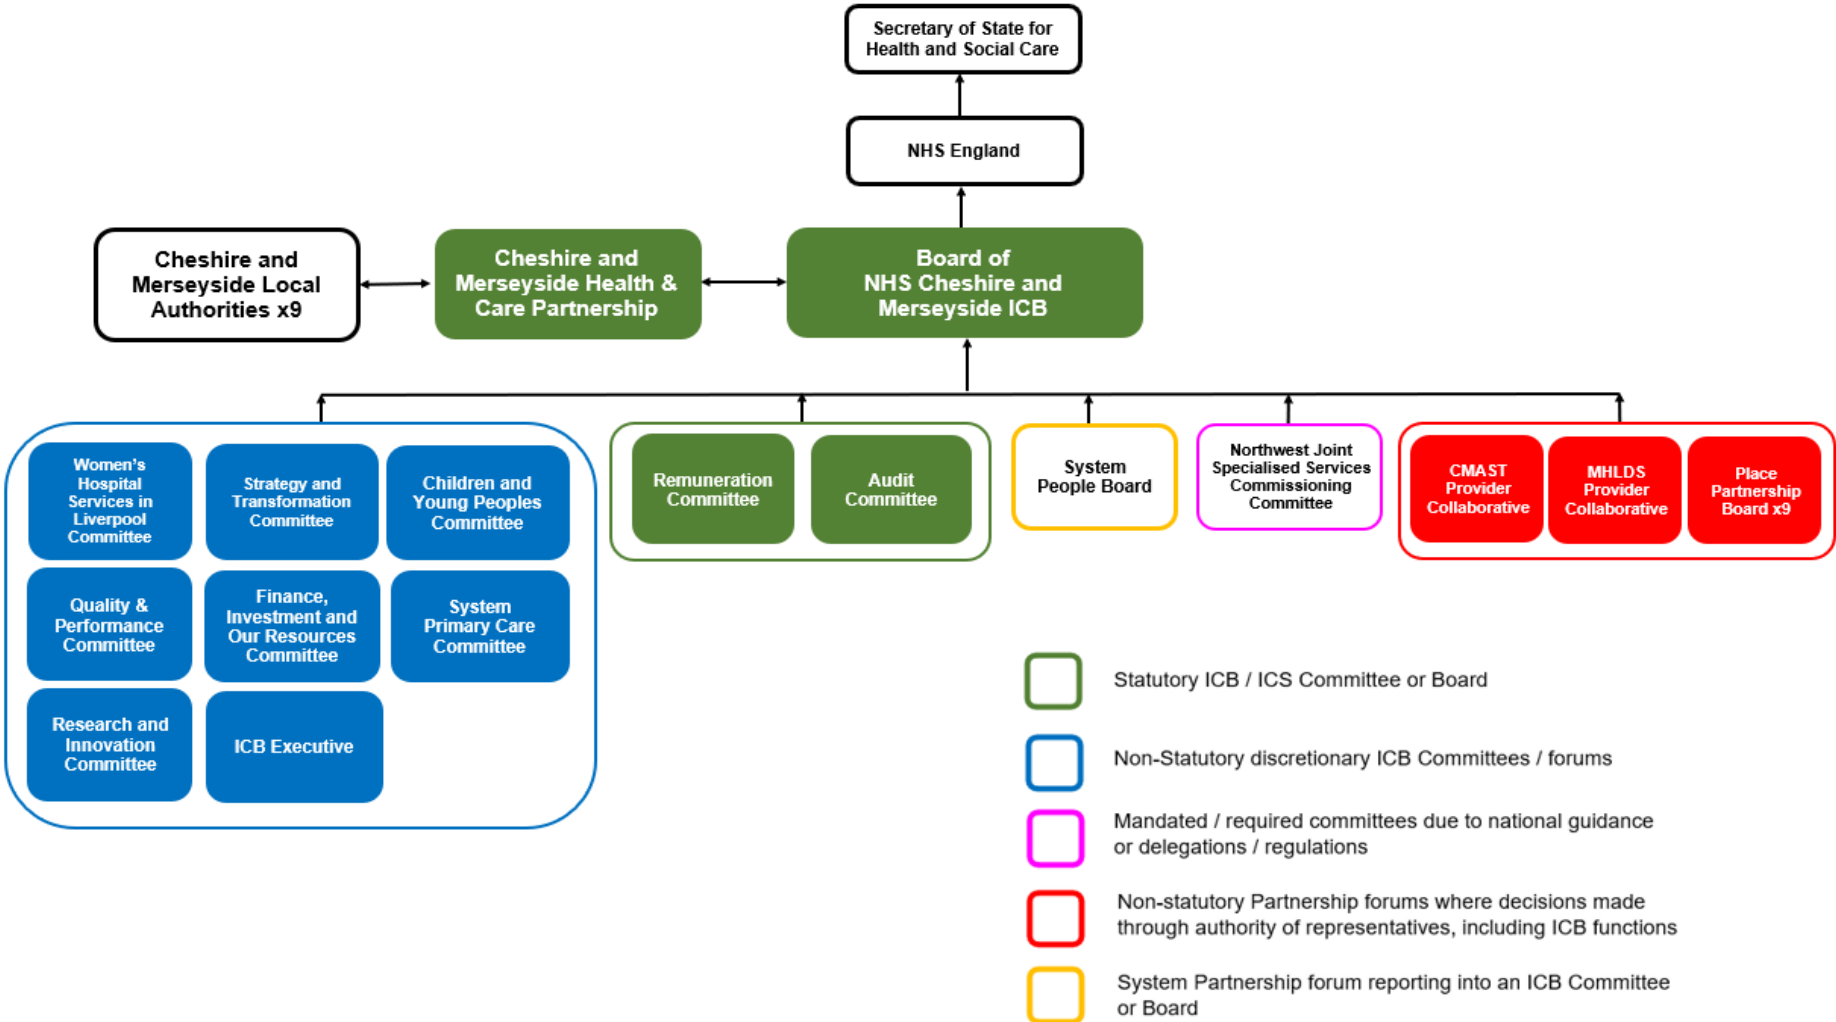 Secretary of State for
Health and Social Care
NHS England
Cheshire and
Merseyside Local
Authorities x9
Cheshire and
Merseyside Health &
Care Partnership
Board of
NHS Cheshire and
Merseyside ICB
Women's
Hospital
Services in
Liverpool
Committee
Strategy and
Transformation
Committee
Children and
Young Peoples
Committee
Quality &
Performance
Committee
Finance,
Investment and
Our Resources
Committee
System
Primary Care
Committee
Research and
Innovation
Committee
ICB Executive
Remuneration
Committee
Audit
Committee
System
People Board
Northwest Joint
Specialised Services
Commissioning
Committee
CMAST
Provider
Collaborative
MHLDS
Provider
Collaborative
Place
Partnership
Board x9
Statutory ICB / ICS Committee or Board
Non-Statutory discretionary ICB Committees / forums
Mandated / required committees due to national guidance
or delegations / regulations
Non-statutory Partnership forums where decisions made
through authority of representatives, including ICB functions
System Partnership forum reporting into an ICB Committee
or Board